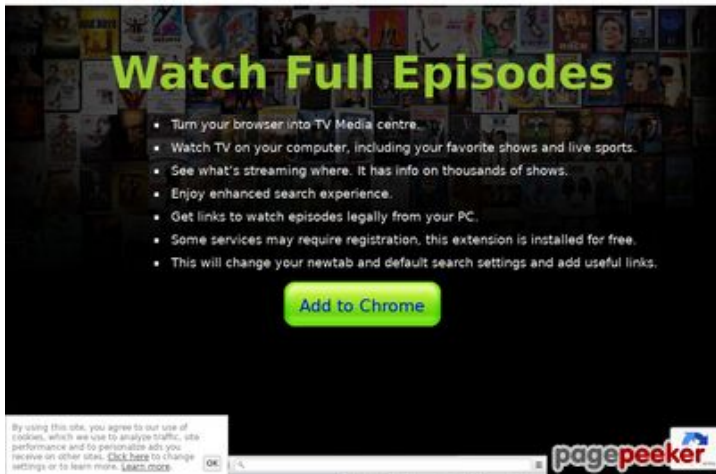 Watch Full Episodes
Turn your browser into TV Media centre.
Watch TV on your computer, including your favorite shows and live sports.
See what's streaming where. It has info on thousands of shows.
Enjoy enhanced search experience.
Get links to watch episodes legally from your PC.
Some services may require registration, this extension is installed for free.
This will change your newtab and default search settings and add useful links.
Add to Chrome
By using this site, you agree to our use of
cookies, which we use to analyze traffic, site
performance and to personalize ads you
receive on other sites. Click here to change
settings or to learn more. Learn more.
OK
pagepeeker